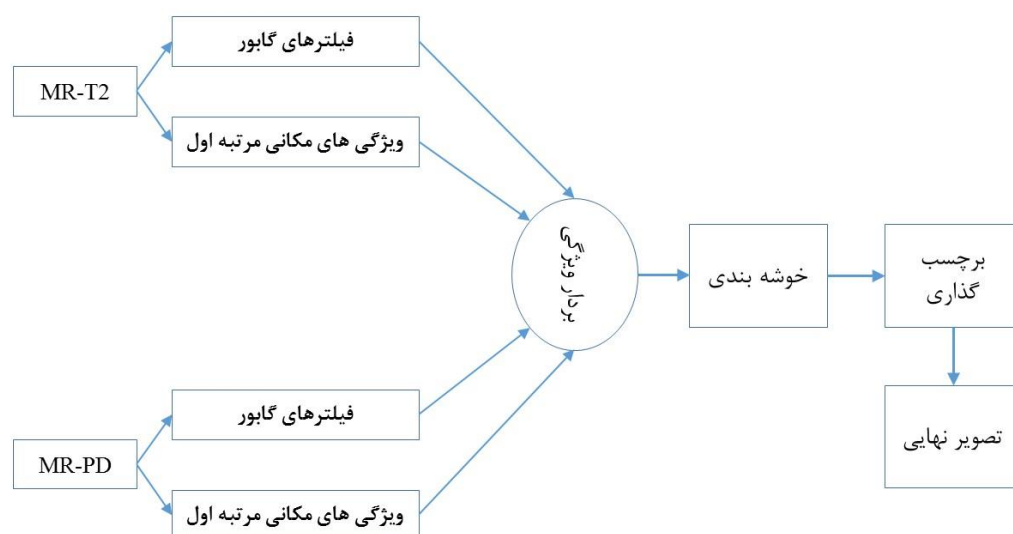 MR-T2
فیلترهای گابور
ویژگی های مکانی مرتبه اول
MR-PD
فیلترهای گابور
ویژگی های مکانی مرتبه اول
بردار ویژگی
خوشه بندی
برچسب
گذاری
تصویر نهایی